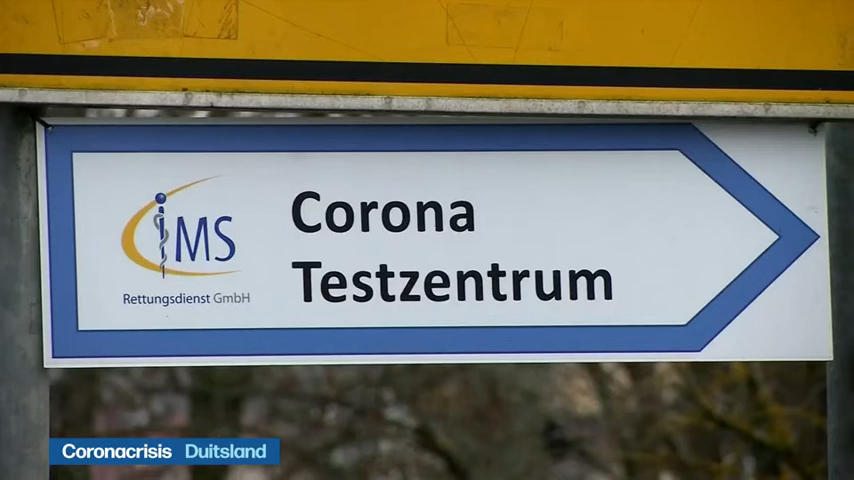 iMS
Rettungsdienst GmbH
Corona
Testzentrum
Coronacrisis Duitsland